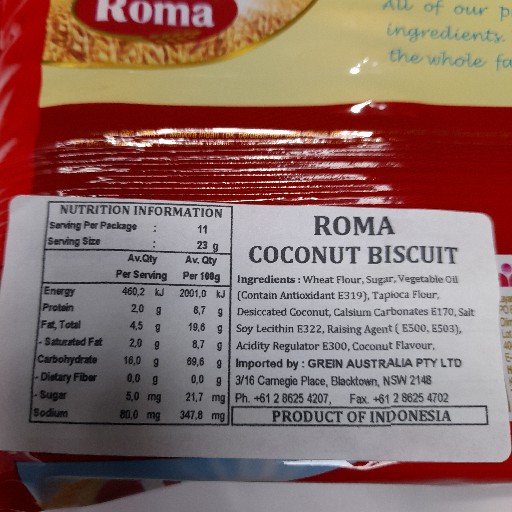 Roma
All of our p
ingredients.
the whole fa
NUTRITION INFORMATION
Serving Per Package : 11
Serving Size : 23 g
Av.Qty Av. Qty
Per Serving Per 100g
Energy 460,2 kJ 2001,0 kJ
Protein 2,0 g 8,7 g
Fat, Total 4,5 g 19,6 g
- Saturated Fat 2,0 g 8,7 g
Carbohydrate 16,0 g 69,6 g
- Dietary Fiber 0,0 g 0,0 g
- Sugar 5,0 mg 21,7 mg
Sodium 80,0 mg 347,8 mg
ROMA
COCONUT BISCUIT
Ingredients : Wheat Flour, Sugar, Vegetable Oil
(Contain Antioxidant E319), Tapioca Flour,
Desiccated Coconut, Calsium Carbonates E170, Salt
Soy Lecithin E322, Raising Agent ( E500, E503),
Acidity Regulator E300, Coconut Flavour.
Imported by : GREIN AUSTRALIA PTY LTD
3/16 Carnegie Place, Blacktown, NSW 2148
Ph. +61 2 8625 4207, Fax. +61 2 8625 4702
PRODUCT OF INDONESIA